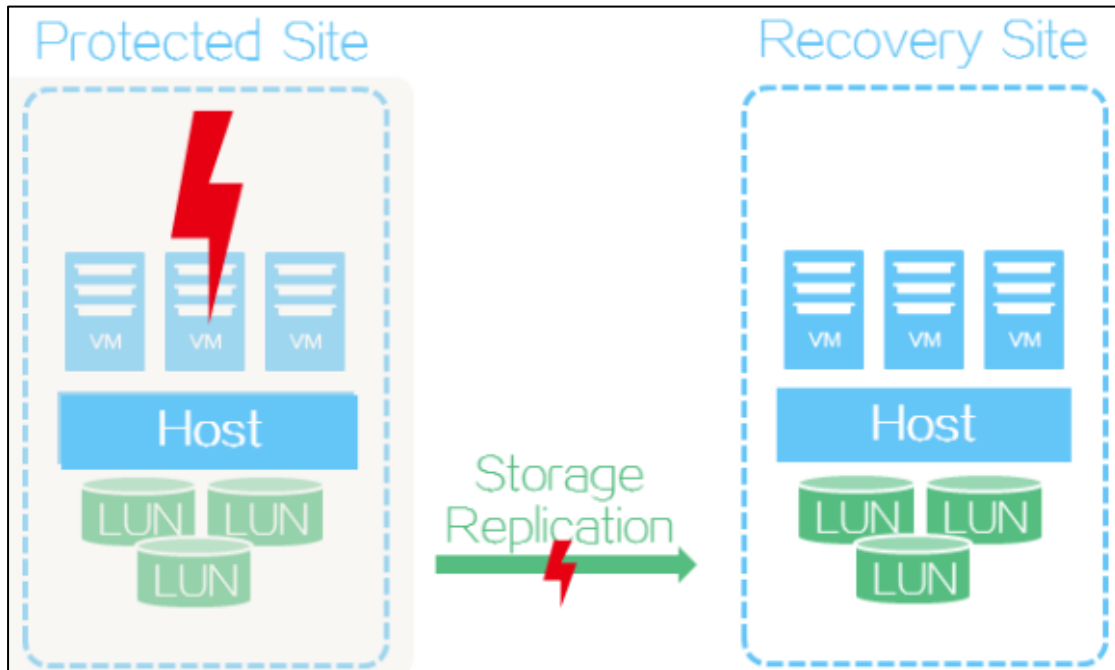 Protected Site
Recovery Site
VM VM VM
VM VM VM
Host
Host
Storage
Replication
LUN LUN
LUN
LUN LUN
LUN